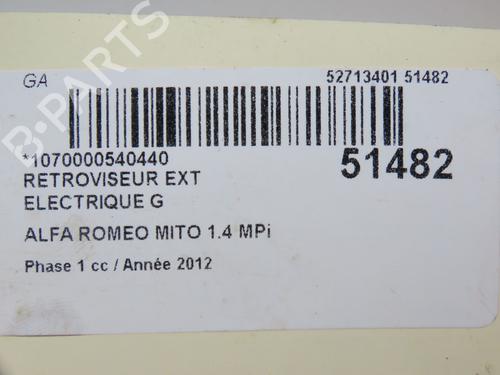 GA
52713401 51482
*1070000540440
51482
RETROVISEUR EXT
ELECTRIQUE G
ALFA ROMEO MITO 1.4 MPi
Phase 1 cc / Année 2012
B-PARTS